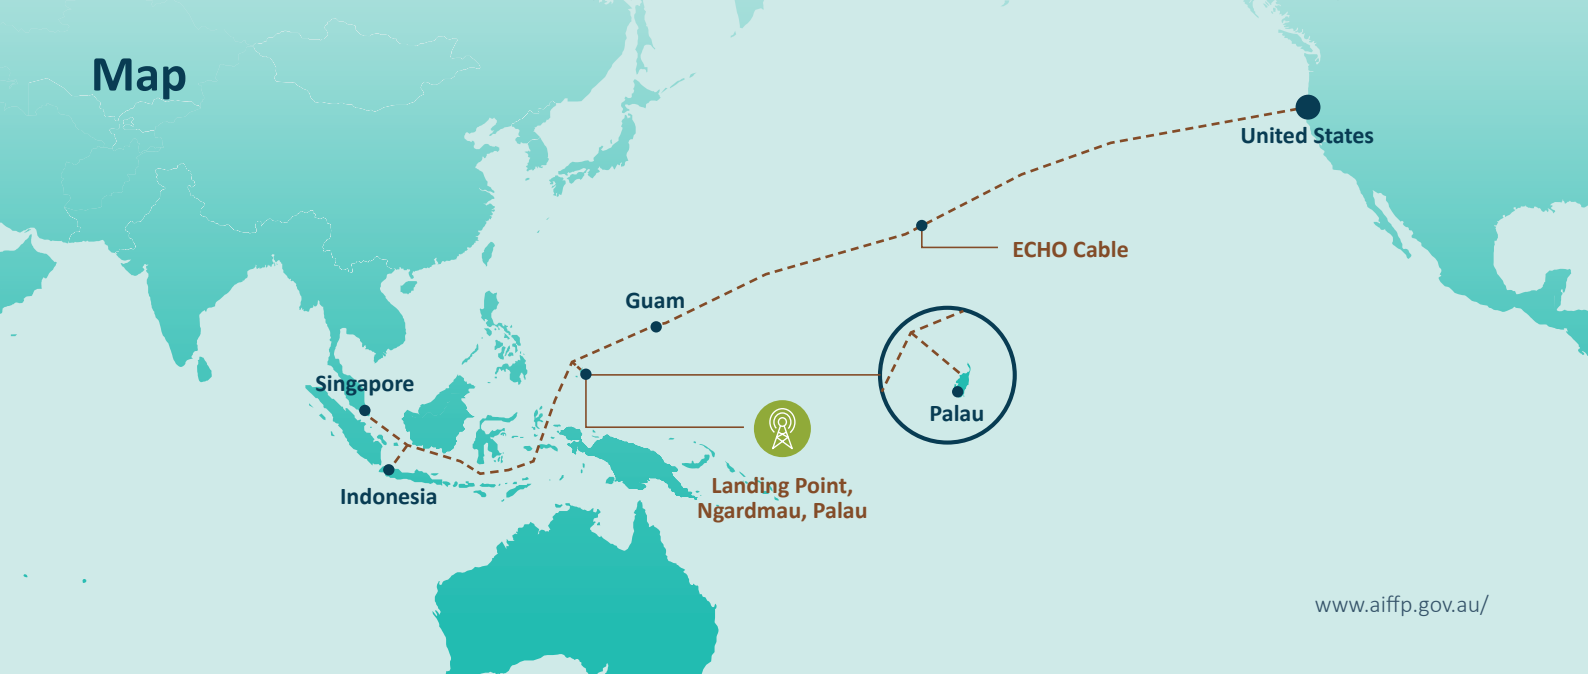 Map
United States
ECHO Cable
Guam
Singapore
Palau
Indonesia
Landing Point,
Ngardmau, Palau
www.aiffp.gov.au/